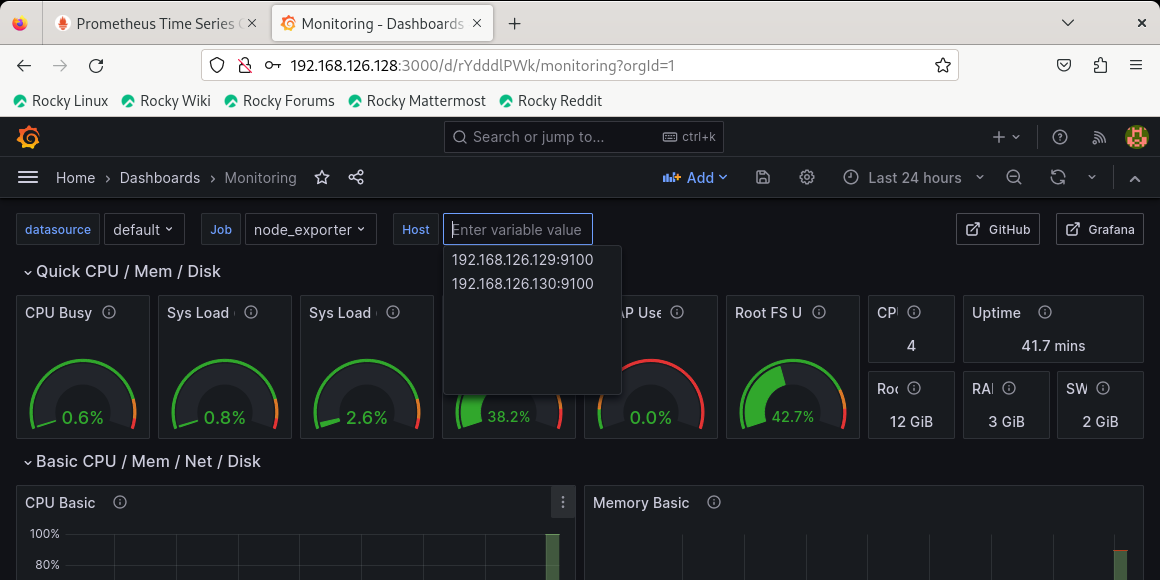 Prometheus Time Series
Monitoring - Dashboards
192.168.126.128:3000/d/rYdddlPWk/monitoring?orgId=1
Rocky Linux Rocky Wiki Rocky Forums Rocky Mattermost Rocky Reddit
Search or jump to... ctrl+k
Home › Dashboards › Monitoring Add Last 24 hours
datasource default Job node_exporter Host Enter variable value GitHub Grafana
192.168.126.129:9100
192.168.126.130:9100
Quick CPU / Mem / Disk
CPU Busy Sys Load Sys Load AP Use Root FS U CP Uptime
4 41.7 mins
Roc RAI SW
0.6% 0.8% 2.6% 38.2% 0.0% 42.7% 12 GiB 3 GiB 2 GiB
Basic CPU / Mem / Net / Disk
CPU Basic Memory Basic
100%
80%